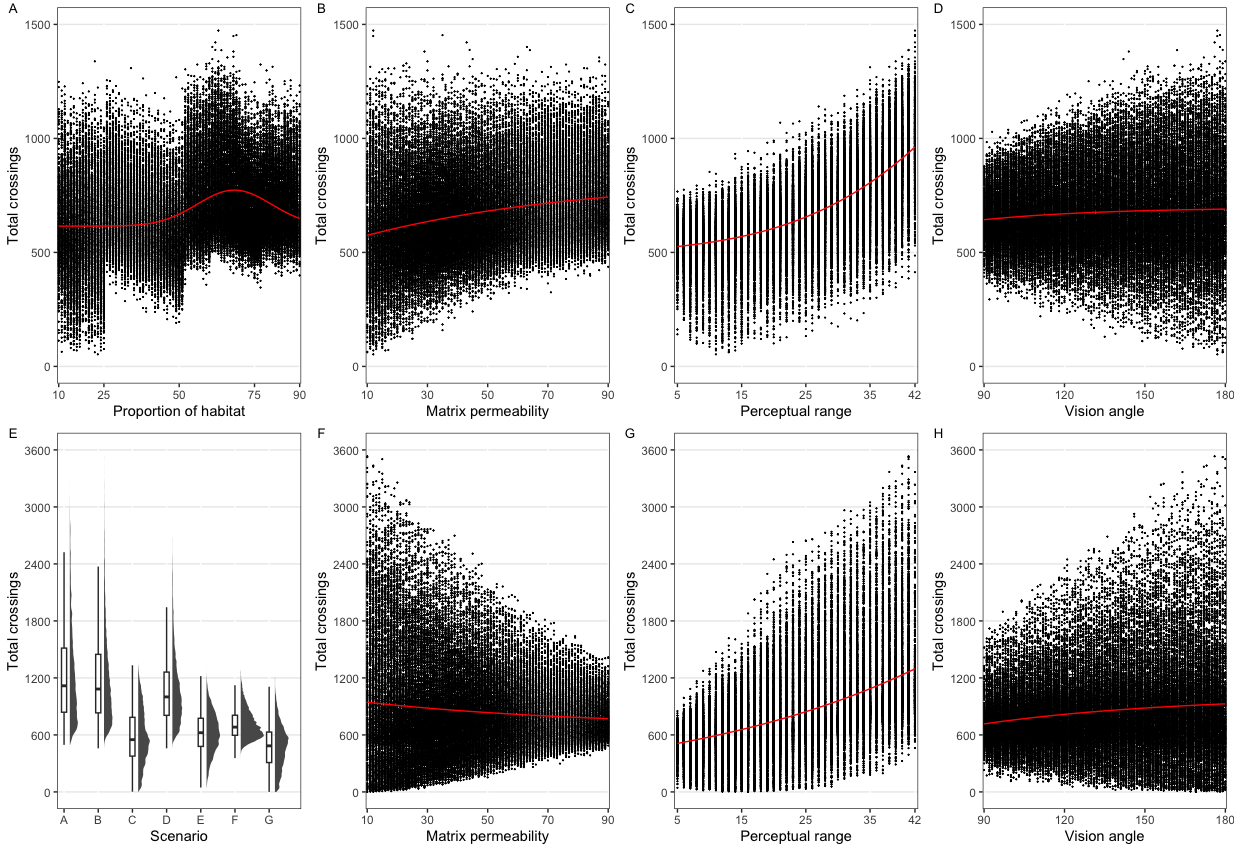 A B C D
1500 1500 1500 1500
1000 1000 1000 1000
500 500 500 500
0 0 0 0
Total crossings Total crossings Total crossings Total crossings
10 25 50 75 90 10 30 50 70 90 5 15 25 35 42 90 120 150 180
Proportion of habitat Matrix permeability Perceptual range Vision angle
E F G H
3600 3600 3600 3600
3000 3000 3000 3000
2400 2400 2400 2400
1800 1800 1800 1800
1200 1200 1200 1200
600 600 600 600
0 0 0 0
Total crossings Total crossings Total crossings Total crossings
A B C D E F G 10 30 50 70 90 5 15 25 35 42 90 120 150 180
Scenario Matrix permeability Perceptual range Vision angle